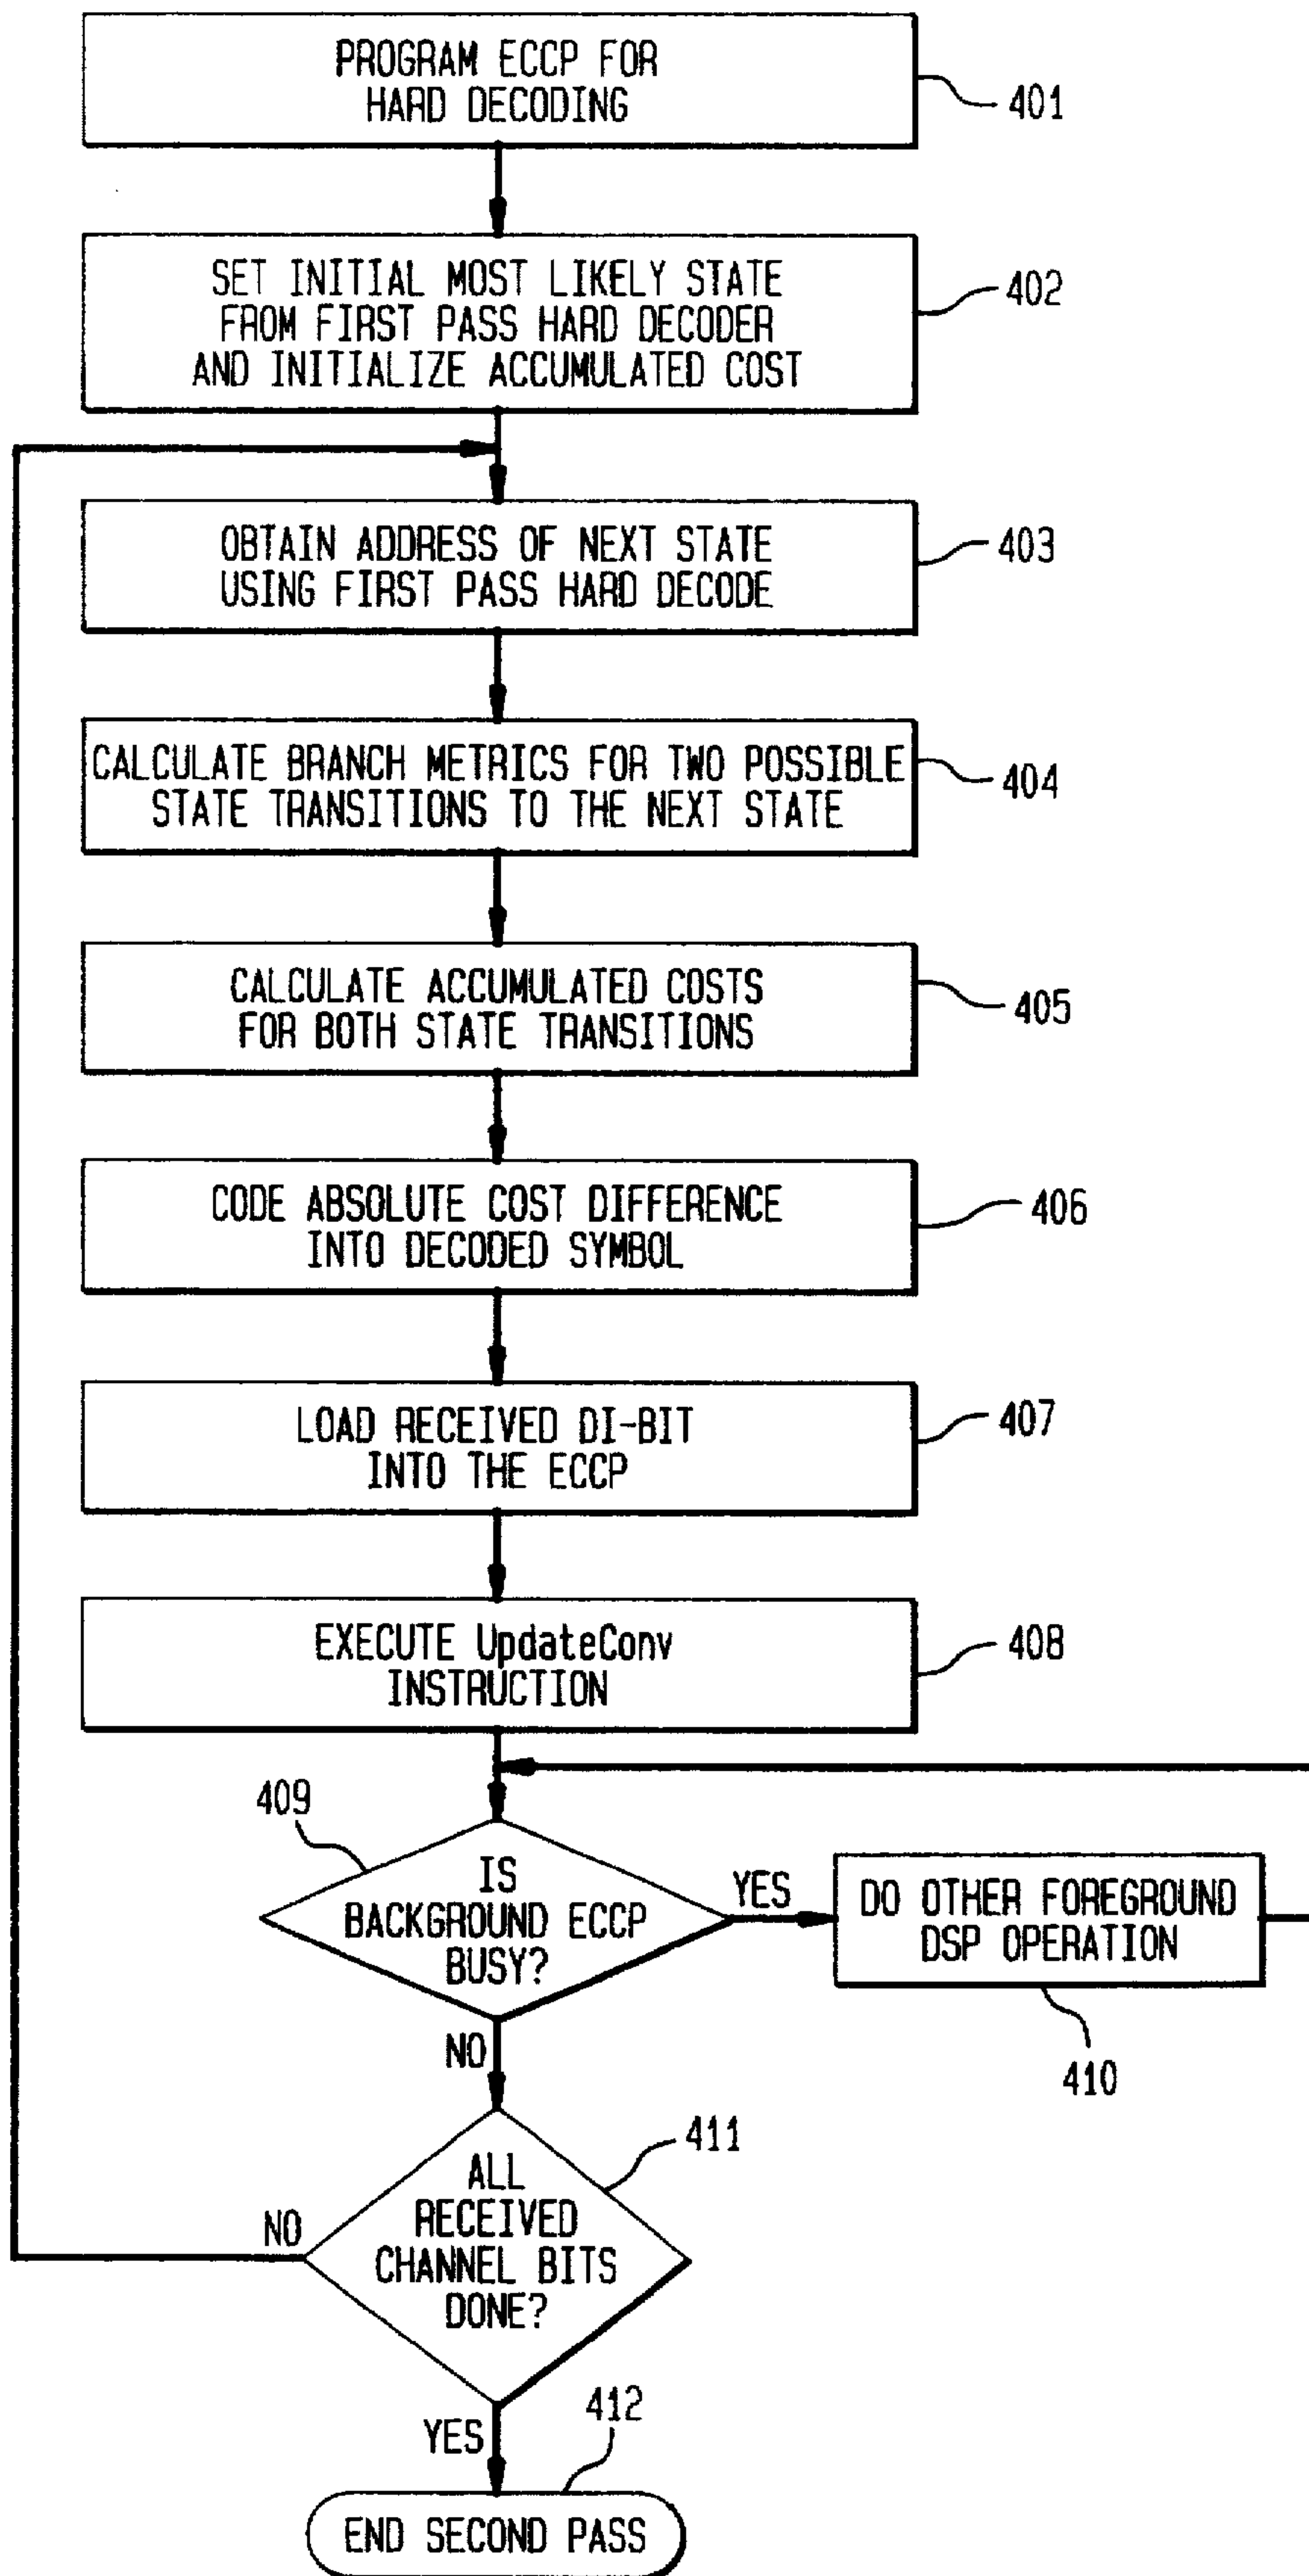 PROGRAM ECCP FOR
HARD DECODING
401
SET INITIAL MOST LIKELY STATE
FROM FIRST PASS HARD DECODER
AND INITIALIZE ACCUMULATED COST
402
OBTAIN ADDRESS OF NEXT STATE
USING FIRST PASS HARD DECODE
403
CALCULATE BRANCH METRICS FOR TWO POSSIBLE
STATE TRANSITIONS TO THE NEXT STATE
404
CALCULATE ACCUMULATED COSTS
FOR BOTH STATE TRANSITIONS
405
CODE ABSOLUTE COST DIFFERENCE
INTO DECODED SYMBOL
406
LOAD RECEIVED DI-BIT
INTO THE ECCP
407
EXECUTE UpdateConv
INSTRUCTION
408
409
IS
BACKGROUND ECCP
BUSY?
YES
DO OTHER FOREGROUND
DSP OPERATION
410
NO
411
ALL
RECEIVED
CHANNEL BITS
DONE?
NO
YES
412
END SECOND PASS